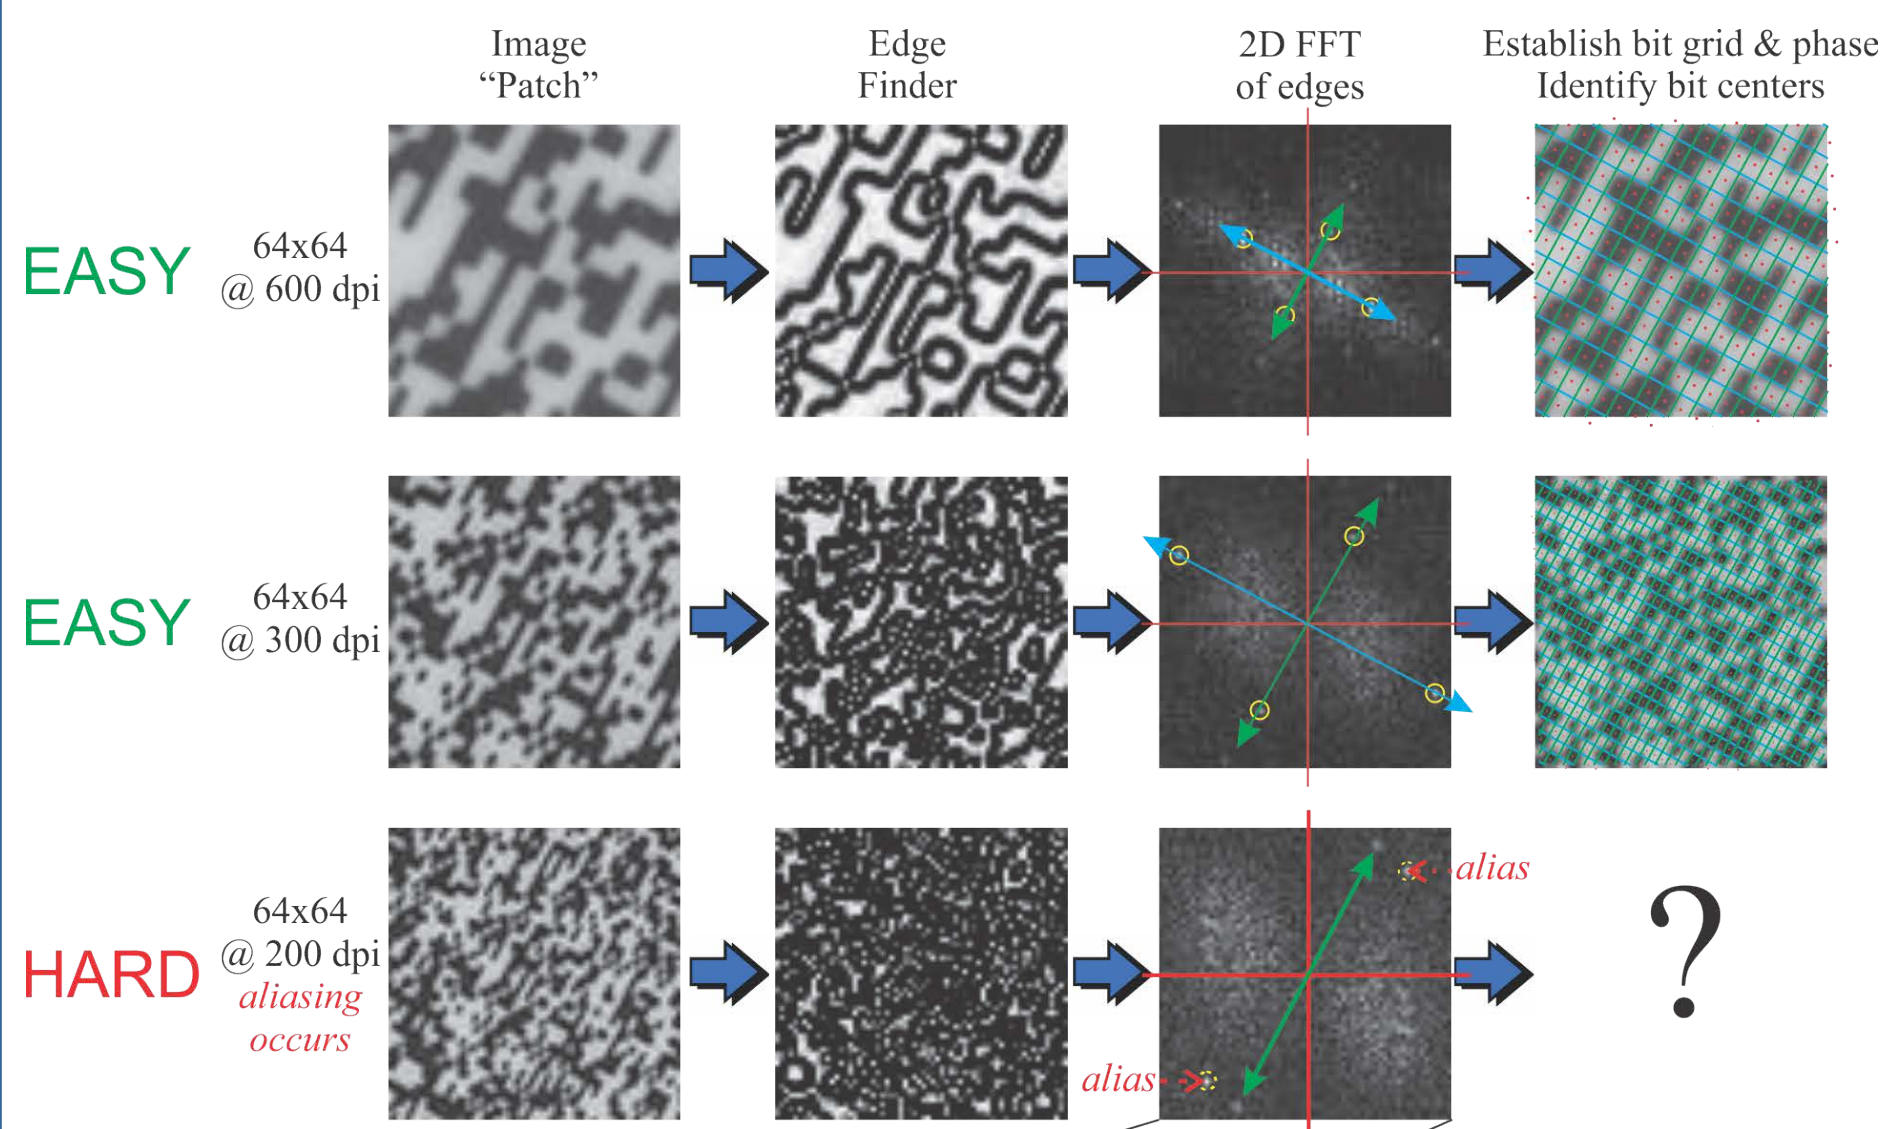 Image
“Patch”
Edge
Finder
2D FFT
of edges
Establish bit grid & phase
Identify bit centers
EASY
64x64
@ 600 dpi
EASY
64x64
@ 300 dpi
HARD
64x64
@ 200 dpi
aliasing
occurs
alias
alias
?